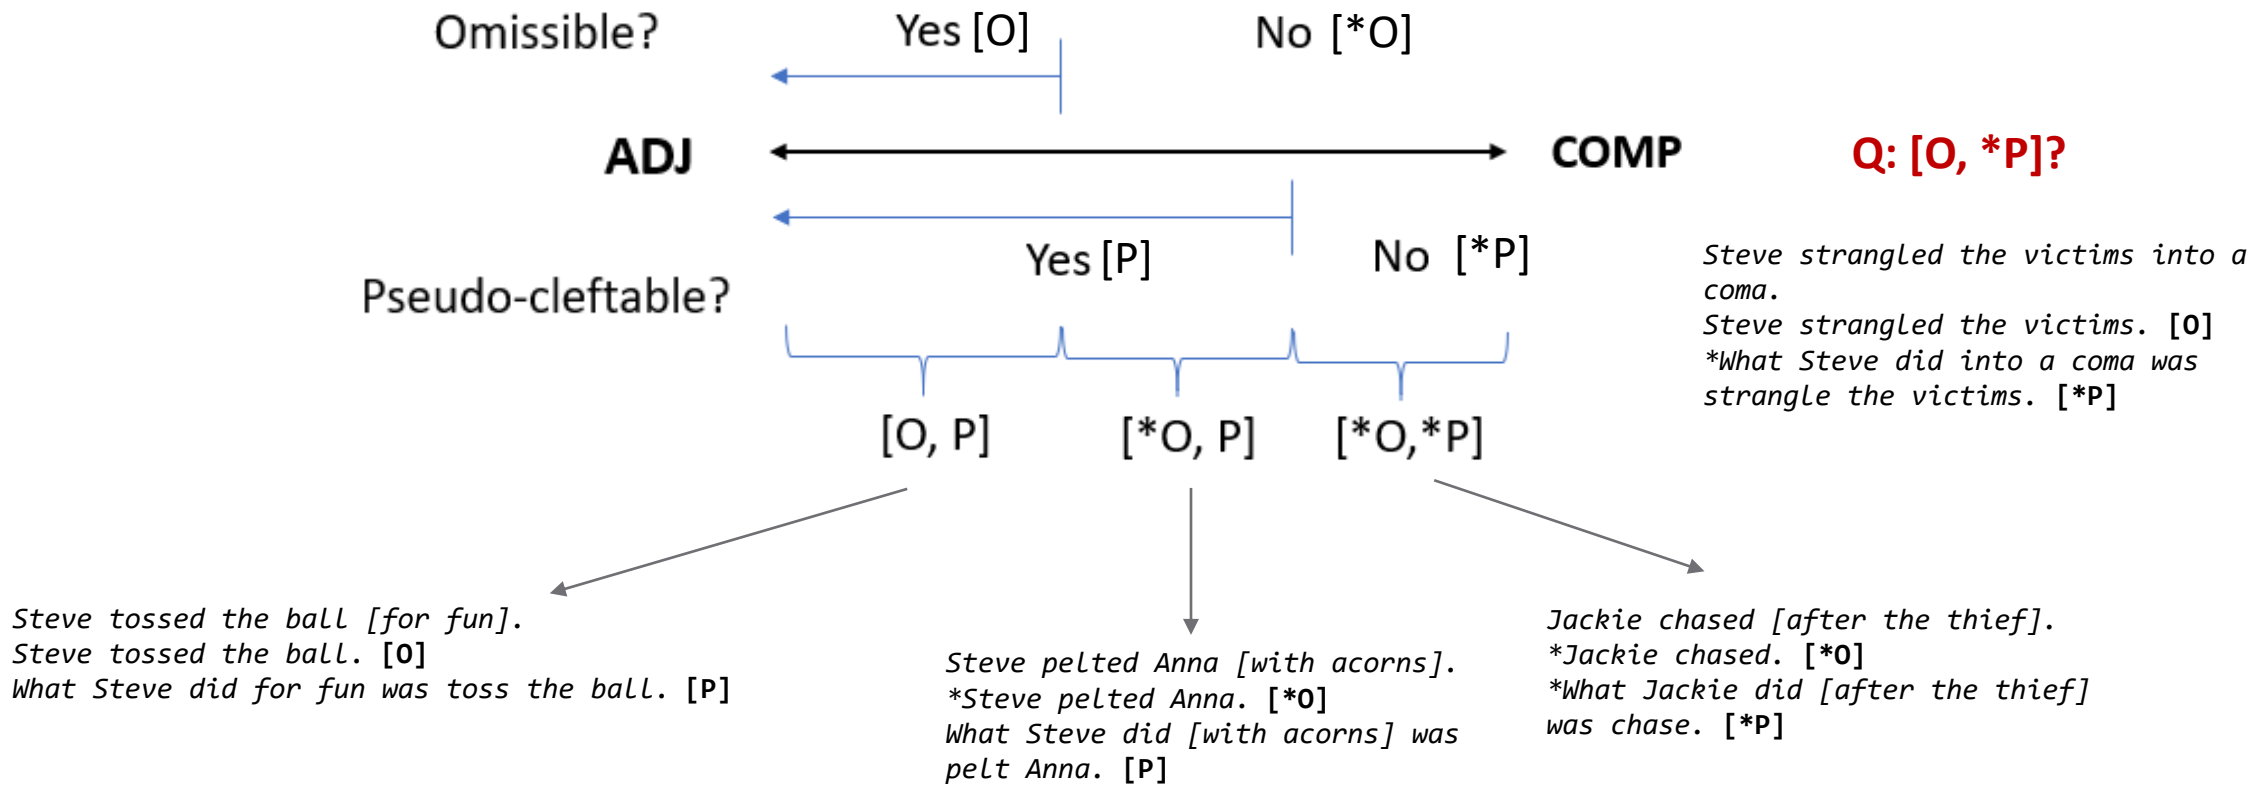 Omissible?
Yes [O]
No [*O]
ADJ
COMP
Q: [O, *P]?
Yes [P]
No [*P]
Pseudo-cleftable?
Steve strangled the victims into a
coma.
Steve strangled the victims. [O]
*What Steve did into a coma was
strangle the victims. [*P]
[O, P]
[*O, P]
[*O,*P]
Steve tossed the ball [for fun].
Steve tossed the ball. [O]
What Steve did for fun was toss the ball. [P]
Steve pelted Anna [with acorns].
*Steve pelted Anna. [*O]
What Steve did [with acorns] was
pelt Anna. [P]
Jackie chased [after the thief].
*Jackie chased. [*O]
*What Jackie did [after the thief]
was chase. [*P]